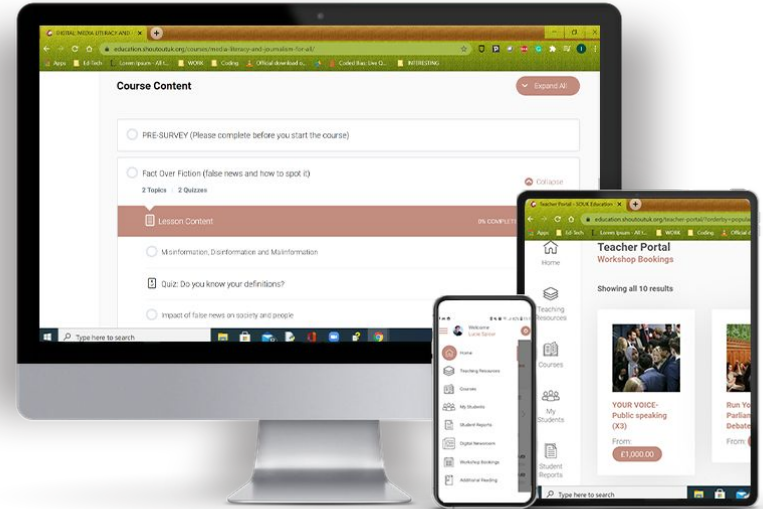 DIGITAL MEDIA LITERACY AND
education.shoutoutuk.org/courses/media-literacy-and-journalism-for-all/
Apps Ed-Tech Lorem Ipsum - All t... WORK Coding Official download o... Coded Bias: Live Q... INTERESTING
Course Content
Expand All
PRE-SURVEY (Please complete before you start the course)
Fact Over Fiction (false news and how to spot it)
2 Topics 2 Quizzes
Collapse
Lesson Content
0% COMPLETE
Misinformation, Disinformation and Malinformation
Quiz: Do you know your definitions?
Impact of false news on society and people
Type here to search
Welcome
Home
Teaching Resources
Courses
My Students
Student Reports
Digital Newsroom
Workshop Bookings
Additional Reading
Teacher Portal - SOUK Education
education.shoutoutuk.org/teacher-portal/?orderby=popula
Apps Ed-Tech Lorem Ipsum - All t... WORK Coding Official d
Home
Teaching
Resources
Courses
My
Students
Student
Reports
Teacher Portal
Workshop Bookings
Showing all 10 results
YOUR VOICE-
Public speaking
(X3)
From:
£1,000.00
Run Yo
Parlian
Debate
From:
Type here to search